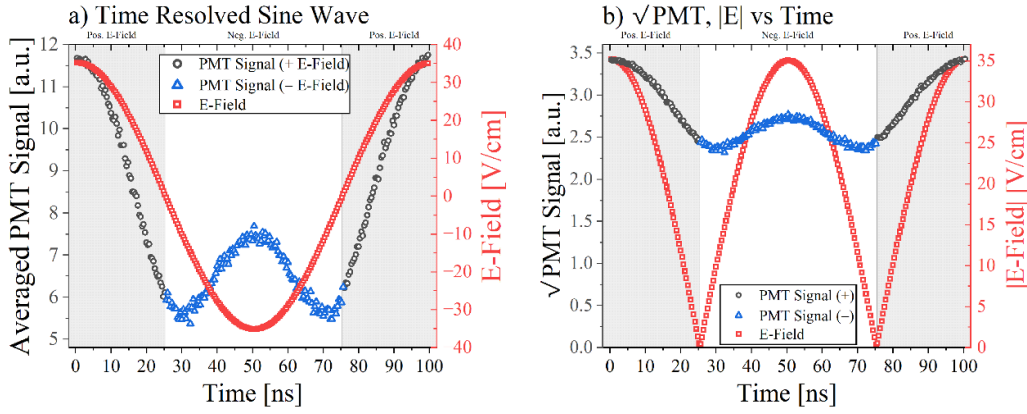 a) Time Resolved Sine Wave
Pos. E-Field Neg. E-Field Pos. E-Field
12
11
10
9
8
7
6
5
Averaged PMT Signal [a.u.]
PMT Signal (+ E-Field)
PMT Signal (− E-Field)
E-Field
40
30
20
10
0
−10
−20
−30
40
E-Field [V/cm]
0 10 20 30 40 50 60 70 80 90 100
Time [ns]
b) √PMT, |E| vs Time
Pos. E-Field Neg. E-Field Pos. E-Field
3.5
3.0
2.5
2.0
1.5
1.0
0.5
0.0
√PMT Signal [a.u.]
PMT Signal (+)
PMT Signal (−)
E-Field
35
30
25
20
15
10
5
0
|E-Field| |V/cm]
0 10 20 30 40 50 60 70 80 90 100
Time [ns]